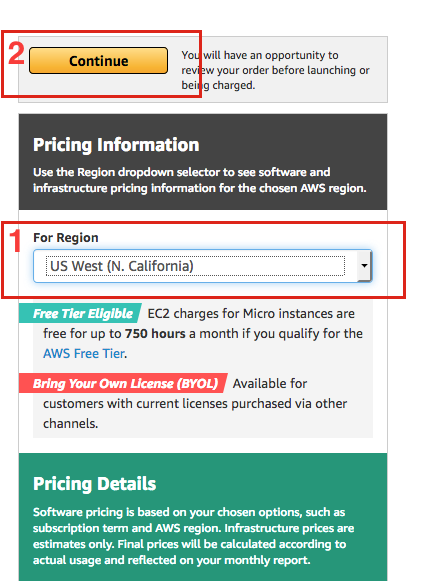 2
Continue
You will have an opportunity to
review your order before launching or
being charged.
Pricing Information
Use the Region dropdown selector to see software and
infrastructure pricing information for the chosen AWS region.
1
For Region
US West (N. California)
Free Tier Eligible EC2 charges for Micro instances are
free for up to 750 hours a month if you qualify for the
AWS Free Tier.
Bring Your Own License (BYOL) Available for
customers with current licenses purchased via other
channels.
Pricing Details
Software pricing is based on your chosen options, such as
subscription term and AWS region. Infrastructure prices are
estimates only. Final prices will be calculated according to
actual usage and reflected on your monthly report.